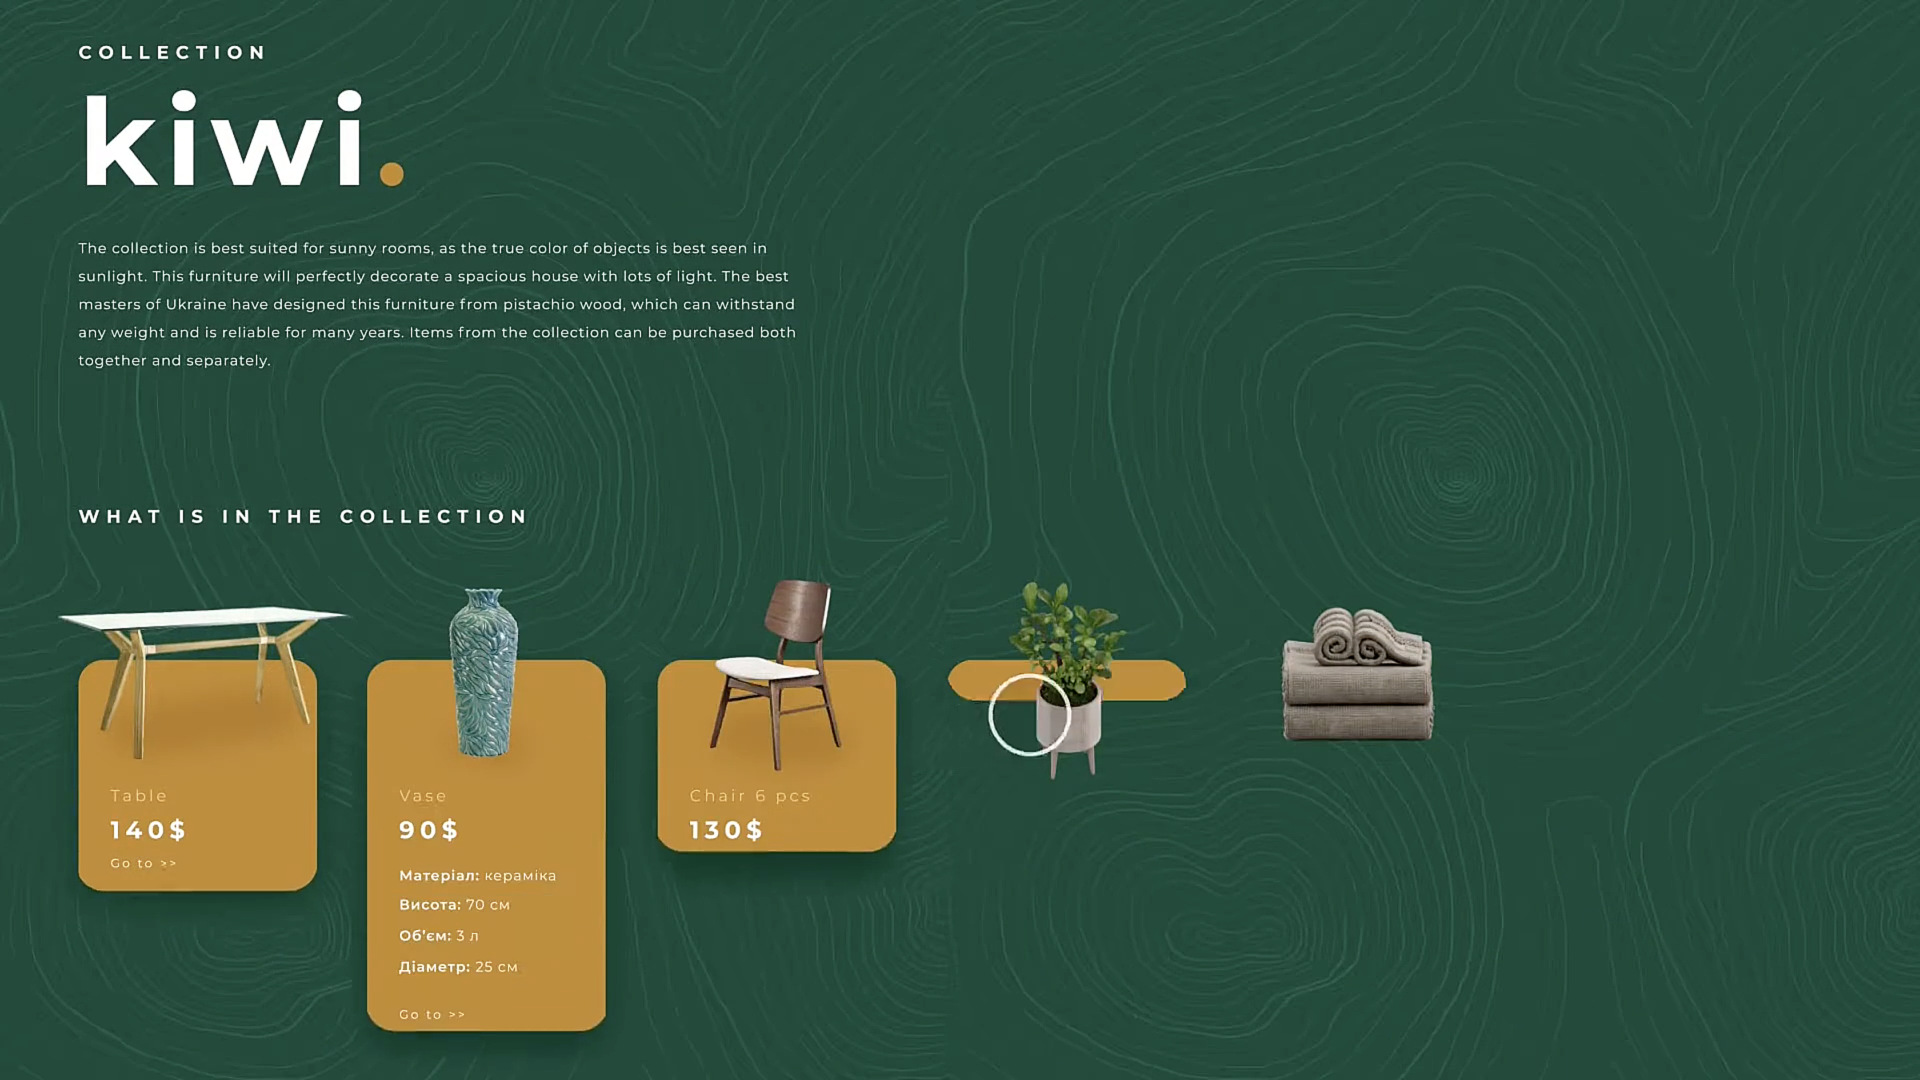 COLLECTION
kiwi.
The collection is best suited for sunny rooms, as the true color of objects is best seen in
sunlight. This furniture will perfectly decorate a spacious house with lots of light. The best
masters of Ukraine have designed this furniture from pistachio wood, which can withstand
any weight and is reliable for many years. Items from the collection can be purchased both
together and separately.
WHAT IS IN THE COLLECTION
Table
140$
Go to >>
Vase
90$
Матеріал: кераміка
Висота: 70 см
Об'єм: 3 л
Діаметр: 25 см
Go to >>
Chair 6 pcs
130$